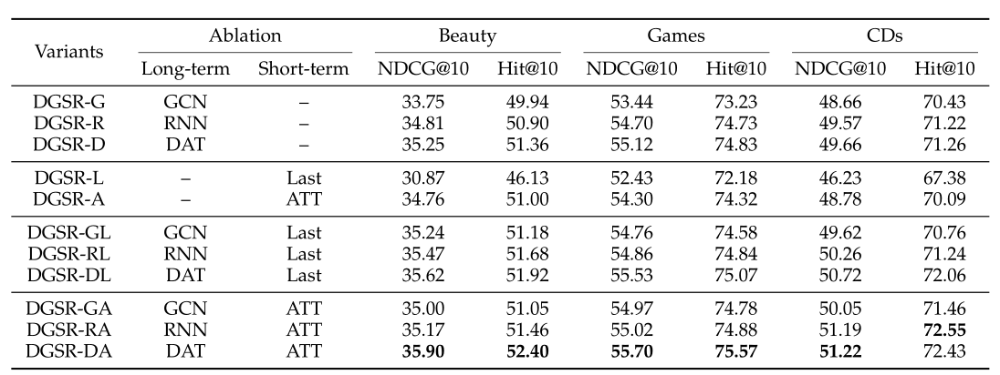 Variants Ablation Beauty Games CDs
Long-term Short-term NDCG@10 Hit@10 NDCG@10 Hit@10 NDCG@10 Hit@10
DGSR-G GCN – 33.75 49.94 53.44 73.23 48.66 70.43
DGSR-R RNN – 34.81 50.90 54.70 74.73 49.57 71.22
DGSR-D DAT – 35.25 51.36 55.12 74.83 49.66 71.26
DGSR-L – Last 30.87 46.13 52.43 72.18 46.23 67.38
DGSR-A – ATT 34.76 51.00 54.30 74.32 48.78 70.09
DGSR-GL GCN Last 35.24 51.18 54.76 74.58 49.62 70.76
DGSR-RL RNN Last 35.47 51.68 54.86 74.84 50.26 71.24
DGSR-DL DAT Last 35.62 51.92 55.53 75.07 50.72 72.06
DGSR-GA GCN ATT 35.00 51.05 54.97 74.78 50.05 71.46
DGSR-RA RNN ATT 35.17 51.46 55.02 74.88 51.19 72.55
DGSR-DA DAT ATT 35.90 52.40 55.70 75.57 51.22 72.43